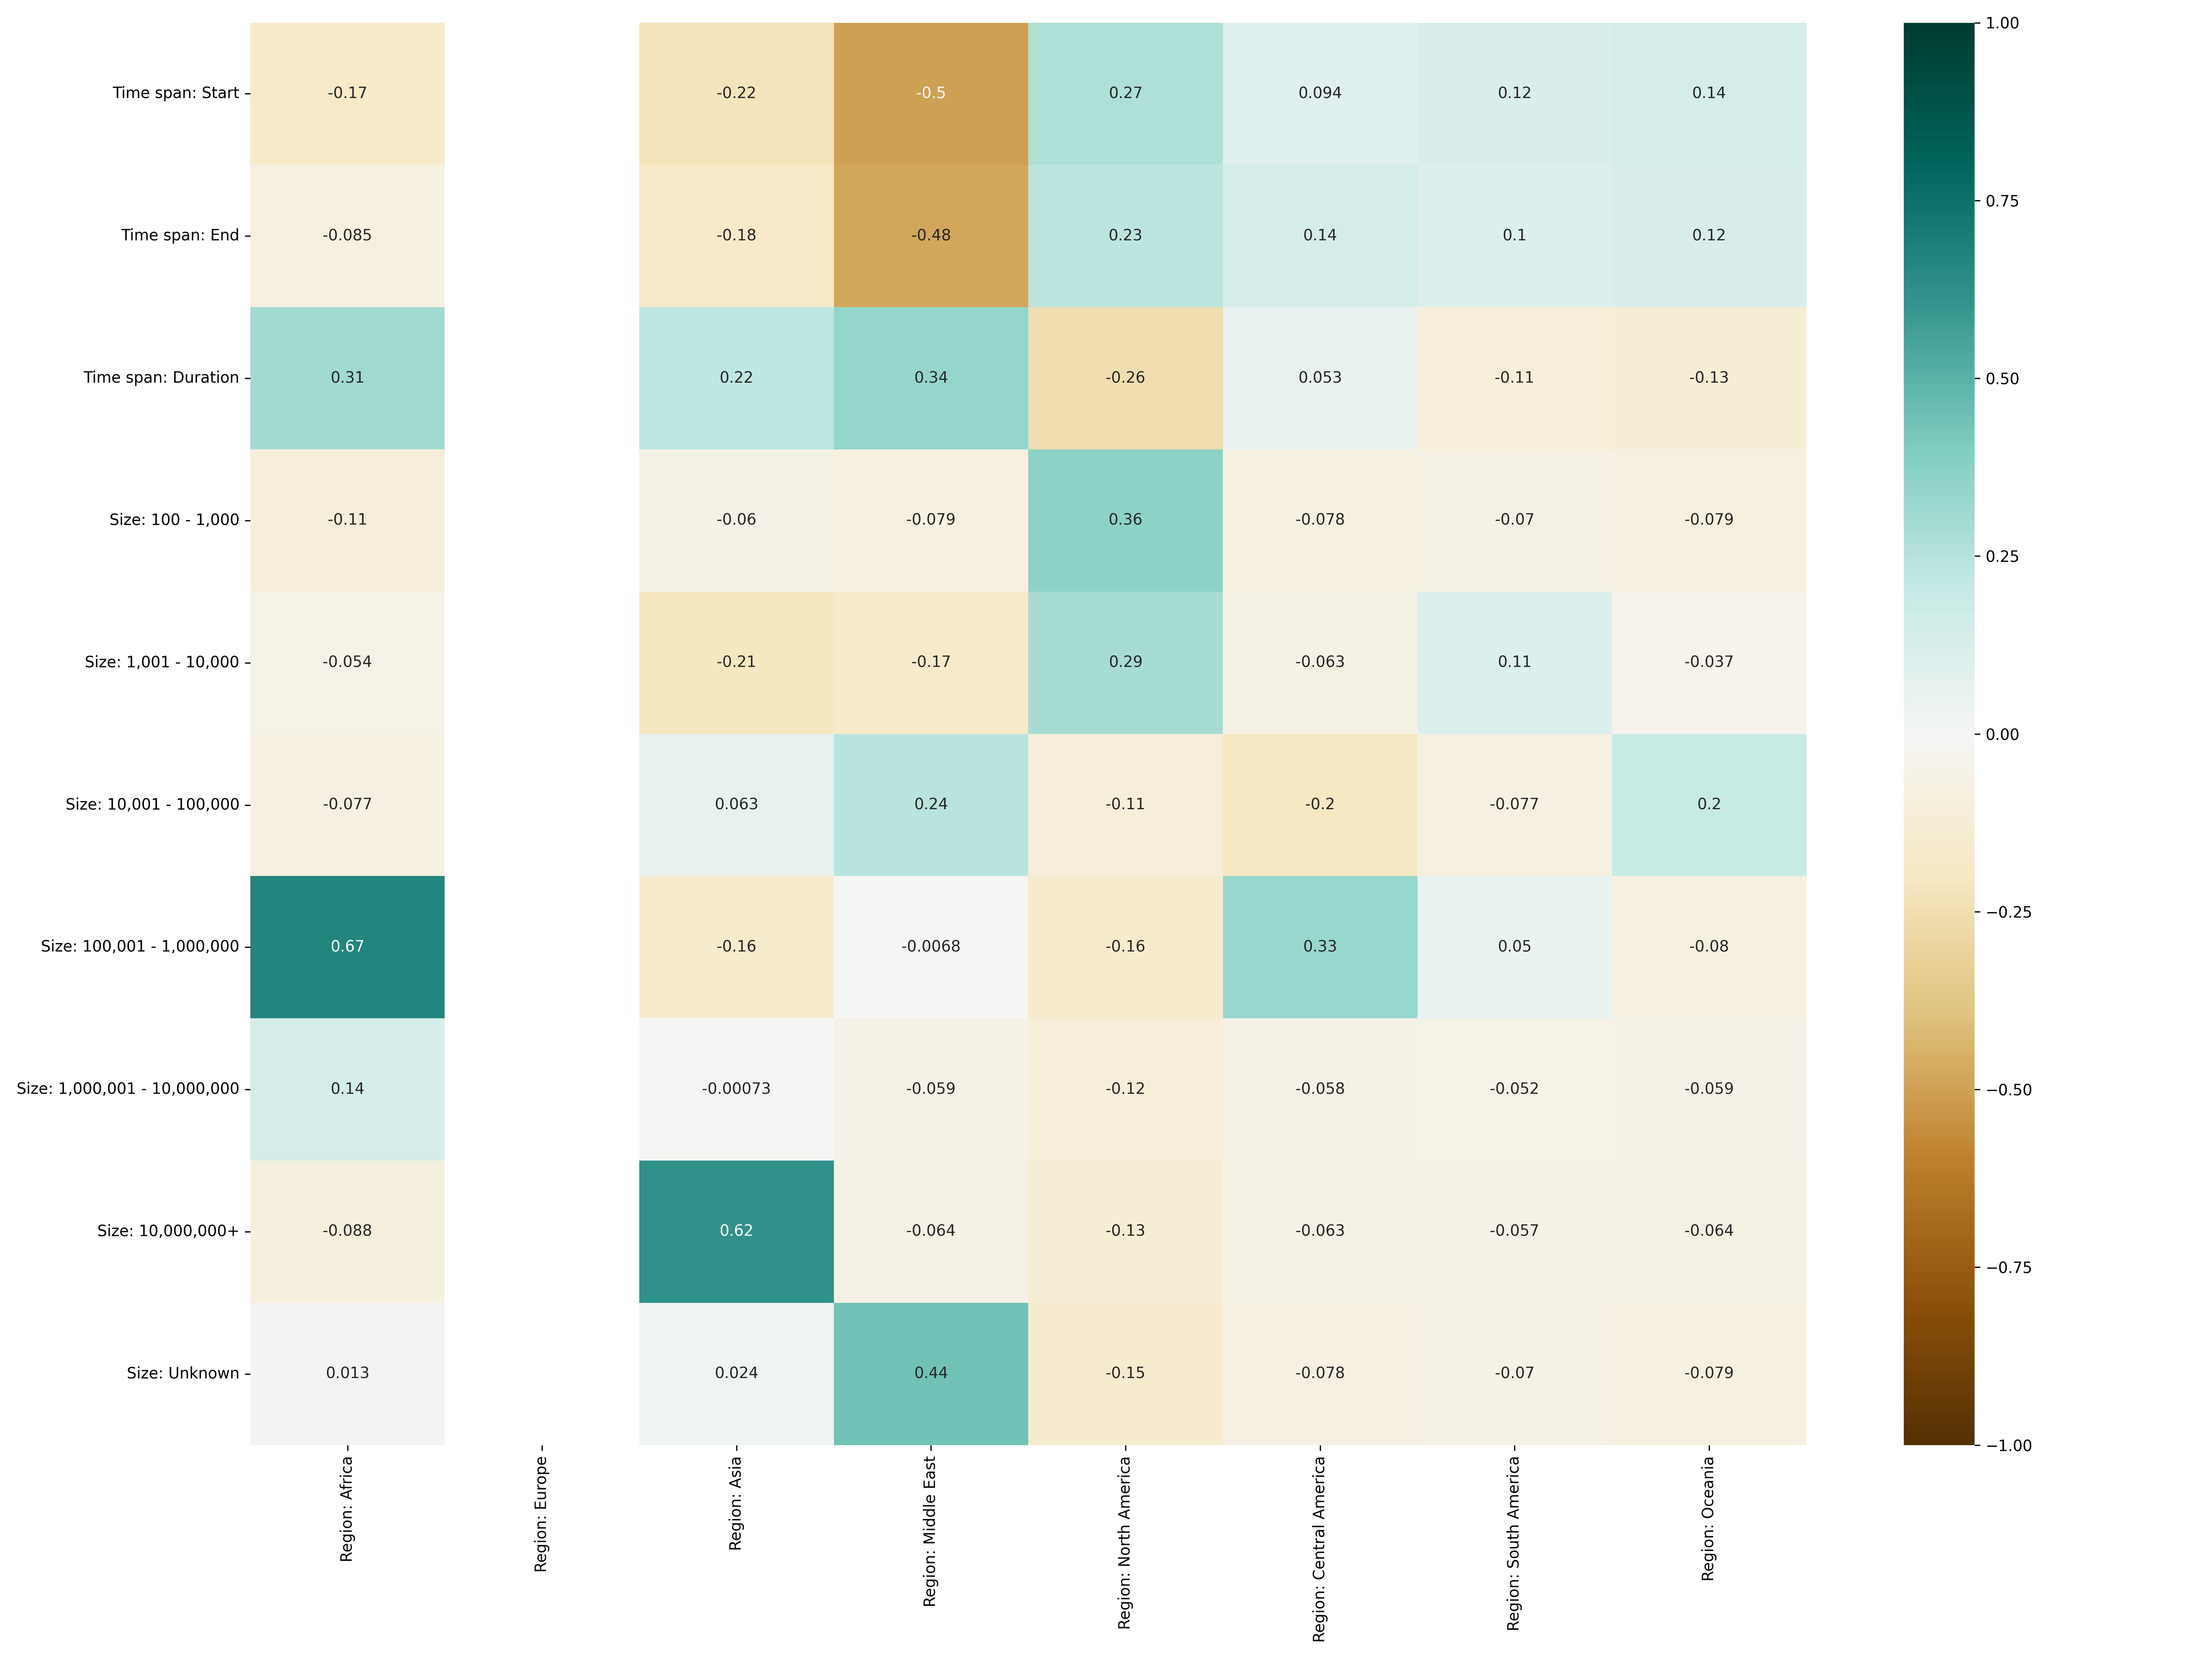 Time span: Start -0.17 -0.22 -0.5 0.27 0.094 0.12 0.14
Time span: End -0.085 -0.18 -0.48 0.23 0.14 0.1 0.12
Time span: Duration 0.31 0.22 0.34 -0.26 0.053 -0.11 -0.13
Size: 100 - 1,000 -0.11 -0.06 -0.079 0.36 -0.078 -0.07 -0.079
Size: 1,001 - 10,000 -0.054 -0.21 -0.17 0.29 -0.063 0.11 -0.037
Size: 10,001 - 100,000 -0.077 0.063 0.24 -0.11 -0.2 -0.077 0.2
Size: 100,001 - 1,000,000 0.67 -0.16 -0.0068 -0.16 0.33 0.05 -0.08
Size: 1,000,001 - 10,000,000 0.14 -0.00073 -0.059 -0.12 -0.058 -0.052 -0.059
Size: 10,000,000+ -0.088 0.62 -0.064 -0.13 -0.063 -0.057 -0.064
Size: Unknown 0.013 0.024 0.44 -0.15 -0.078 -0.07 -0.079
Region: Africa
Region: Europe
Region: Asia
Region: Middle East
Region: North America
Region: Central America
Region: South America
Region: Oceania
1.00
0.75
0.50
0.25
0.00
−0.25
−0.50
−0.75
−1.00